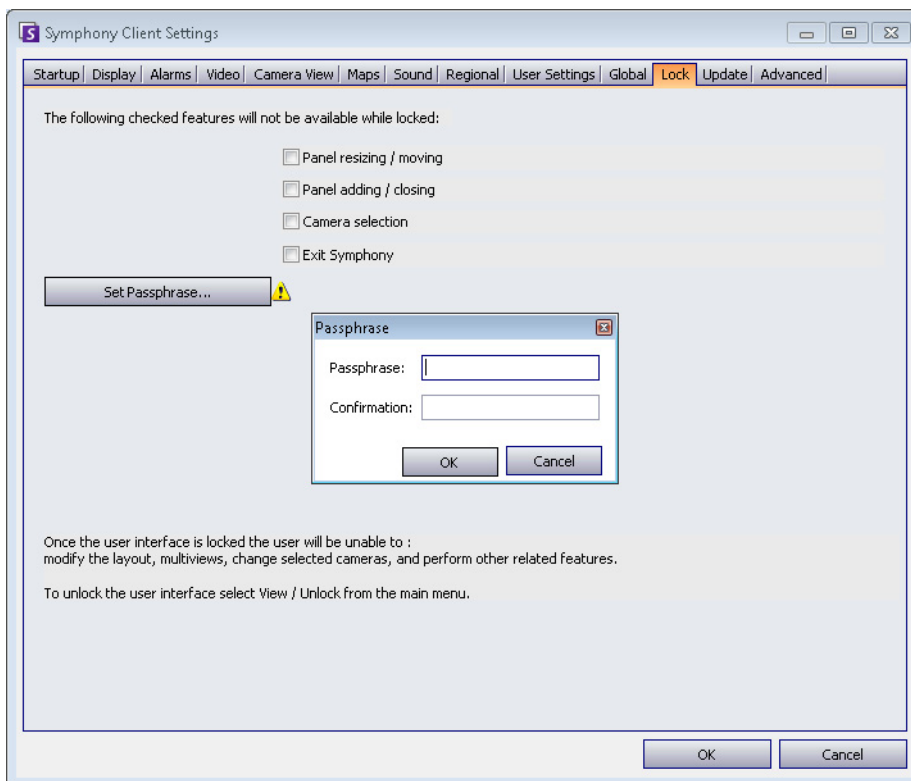 S Symphony Client Settings
Startup Display Alarms Video Camera View Maps Sound Regional User Settings Global Lock Update Advanced
The following checked features will not be available while locked:
Panel resizing / moving
Panel adding / closing
Camera selection
Exit Symphony
Set Passphrase...
Passphrase
Passphrase:
Confirmation:
OK Cancel
Once the user interface is locked the user will be unable to :
modify the layout, multiviews, change selected cameras, and perform other related features.
To unlock the user interface select View / Unlock from the main menu.
OK Cancel